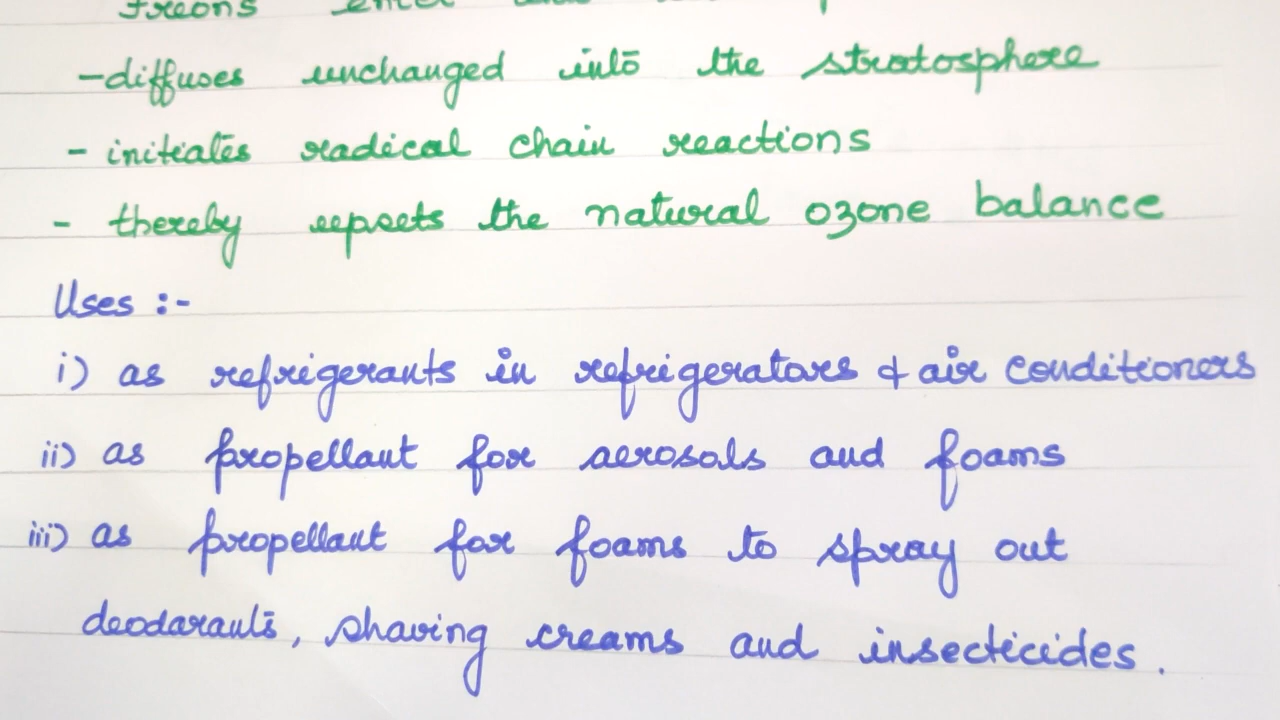 freons enter
-diffuses unchanged into the stratosphere
- initiates radical chain reactions
- thereby upsets the natural ozone balance
Uses :-
i) as refrigerants in refrigerators & air conditioners
ii) as propellant for aerosols and foams
iii) as propellant for foams to spray out
deodarants, shaving creams and insecticides.